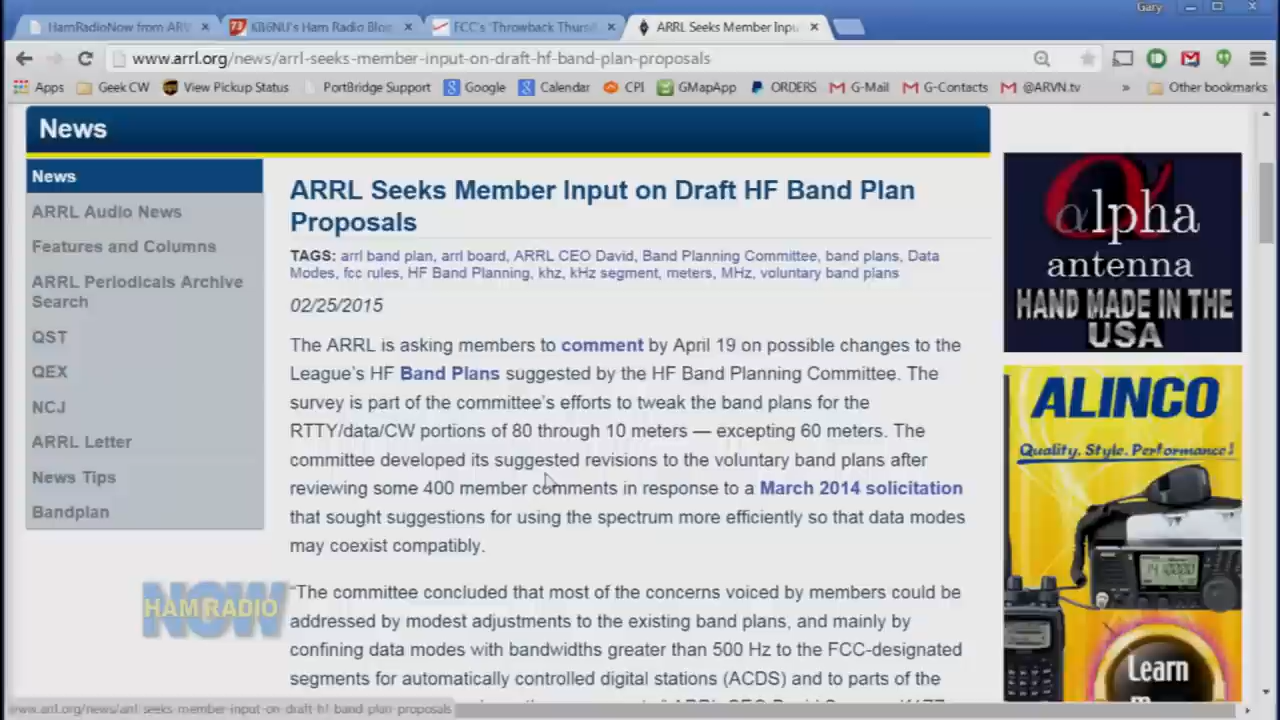 Gary
HamRadioNow from ARV
KB6NU's Ham Radio Blog
FCC's 'Throwback Thursd
ARRL Seeks Member Inpu
www.arrl.org/news/arrl-seeks-member-input-on-draft-hf-band-plan-proposals
Apps Geek CW View Pickup Status PortBridge Support Google Calendar CPI GMapApp ORDERS G-Mail G-Contacts @ARVN.tv » Other bookmarks
News
News
ARRL Audio News
Features and Columns
ARRL Periodicals Archive
Search
QST
QEX
NCJ
ARRL Letter
News Tips
Bandplan
ARRL Seeks Member Input on Draft HF Band Plan
Proposals
TAGS: arrl band plan, arrl board, ARRL CEO David, Band Planning Committee, band plans, Data
Modes, fcc rules, HF Band Planning, khz, kHz segment, meters, MHz, voluntary band plans
02/25/2015
The ARRL is asking members to comment by April 19 on possible changes to the
League's HF Band Plans suggested by the HF Band Planning Committee. The
survey is part of the committee's efforts to tweak the band plans for the
RTTY/data/CW portions of 80 through 10 meters — excepting 60 meters. The
committee developed its suggested revisions to the voluntary band plans after
reviewing some 400 member comments in response to a March 2014 solicitation
that sought suggestions for using the spectrum more efficiently so that data modes
may coexist compatibly.
"The committee concluded that most of the concerns voiced by members could be
addressed by modest adjustments to the existing band plans, and mainly by
confining data modes with bandwidths greater than 500 Hz to the FCC-designated
segments for automatically controlled digital stations (ACDS) and to parts of the
alpha
antenna
HAND MADE IN THE
USA
ALINCO
Quality. Style. Performance!
Learn
HAM RADIO
NOW
www.arrl.org/news/arrl-seeks-member-input-on-draft-hf-band-plan-proposals